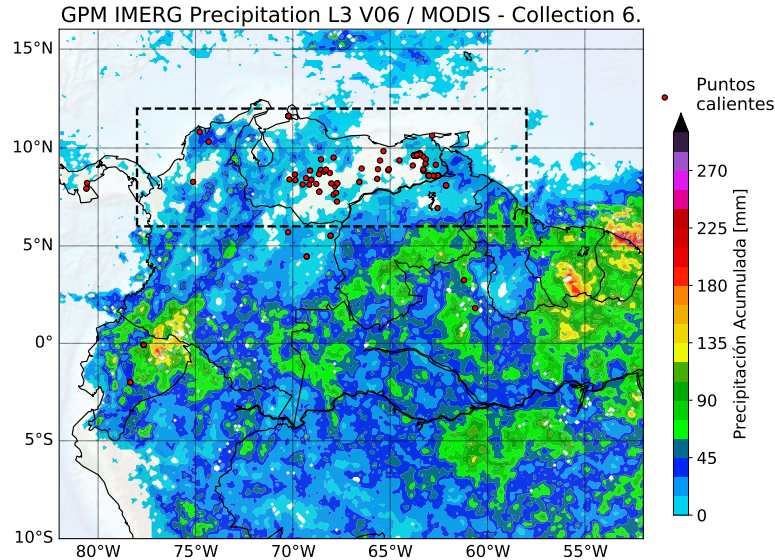 GPM IMERG Precipitation L3 V06 / MODIS - Collection 6.
15°N
10°N
5°N
0°
5°S
10°S
80°W
75°W
70°W
65°W
60°W
55°W
Puntos
calientes
270
225
180
135
90
45
0
Precipitación Acumulada [mm]